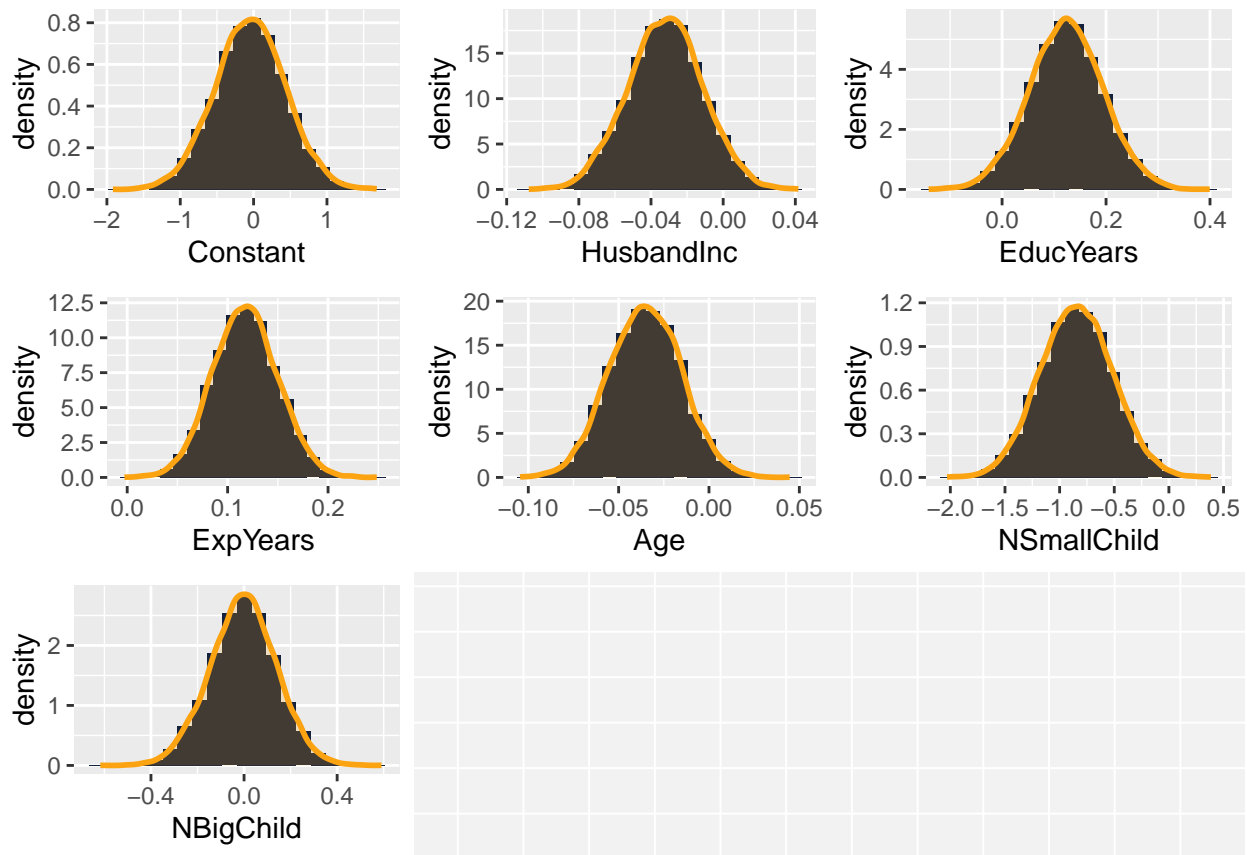 density
0.8
0.6
0.4
0.2
0.0
−2 −1 0 1
Constant
density
15
10
5
0
−0.12 −0.08 −0.04 0.00 0.04
HusbandInc
density
4
2
0
0.0 0.2 0.4
EducYears
density
12.5
10.0
7.5
5.0
2.5
0.0
0.0 0.1 0.2
ExpYears
density
20
15
10
5
0
−0.10 −0.05 0.00 0.05
Age
density
1.2
0.9
0.6
0.3
0.0
−2.0 −1.5 −1.0 −0.5 0.0 0.5
NSmallChild
density
2
1
0
−0.4 0.0 0.4
NBigChild